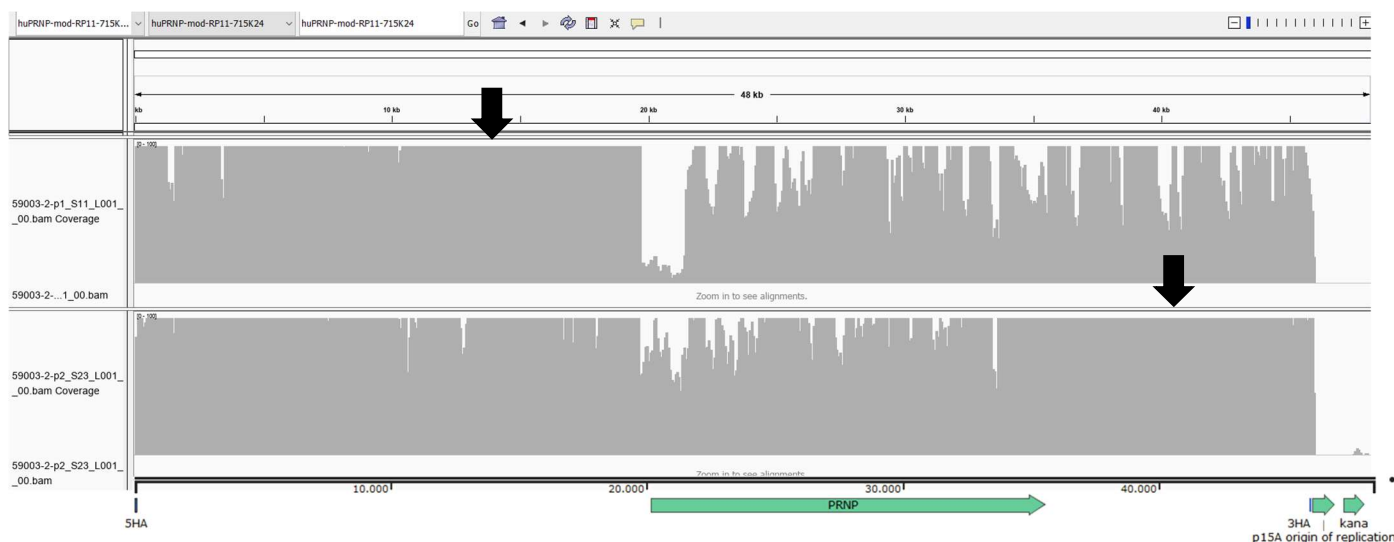 huPRNP-mod-RP11-715K... huPRNP-mod-RP11-715K24 huPRNP-mod-RP11-715K24 Go
48 kb
kb 10 kb 20 kb 30 kb 40 kb
[0 - 100]
59003-2-p1_S11_L001_
_00.bam Coverage
59003-2-...1_00.bam
Zoom in to see alignments.
[0 - 100]
59003-2-p2_S23_L001_
_00.bam Coverage
59003-2-p2_S23_L001_
_00.bam
Zoom in to see alignments.
10.000 20.000 30.000 40.000
PRNP
5HA
3HA kana
p15A origin of replication